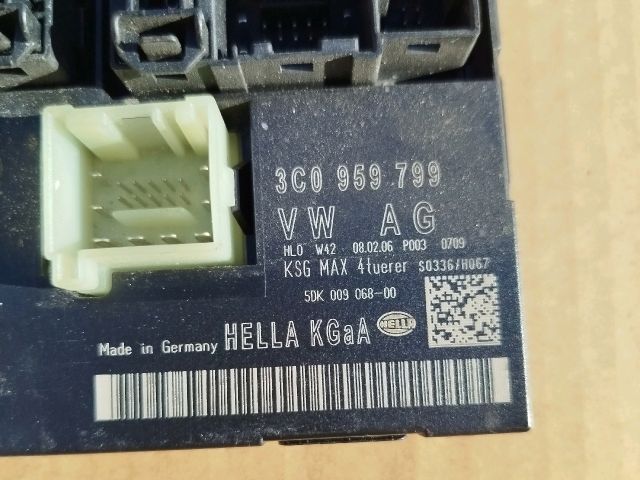 3C0 959 799
VW AG
HLO W42 08.02.06 P003 0709
KSG MAX 4tuerer S0336/H067
5DK 009 068-00
Made in Germany HELLA KGaA HELLA